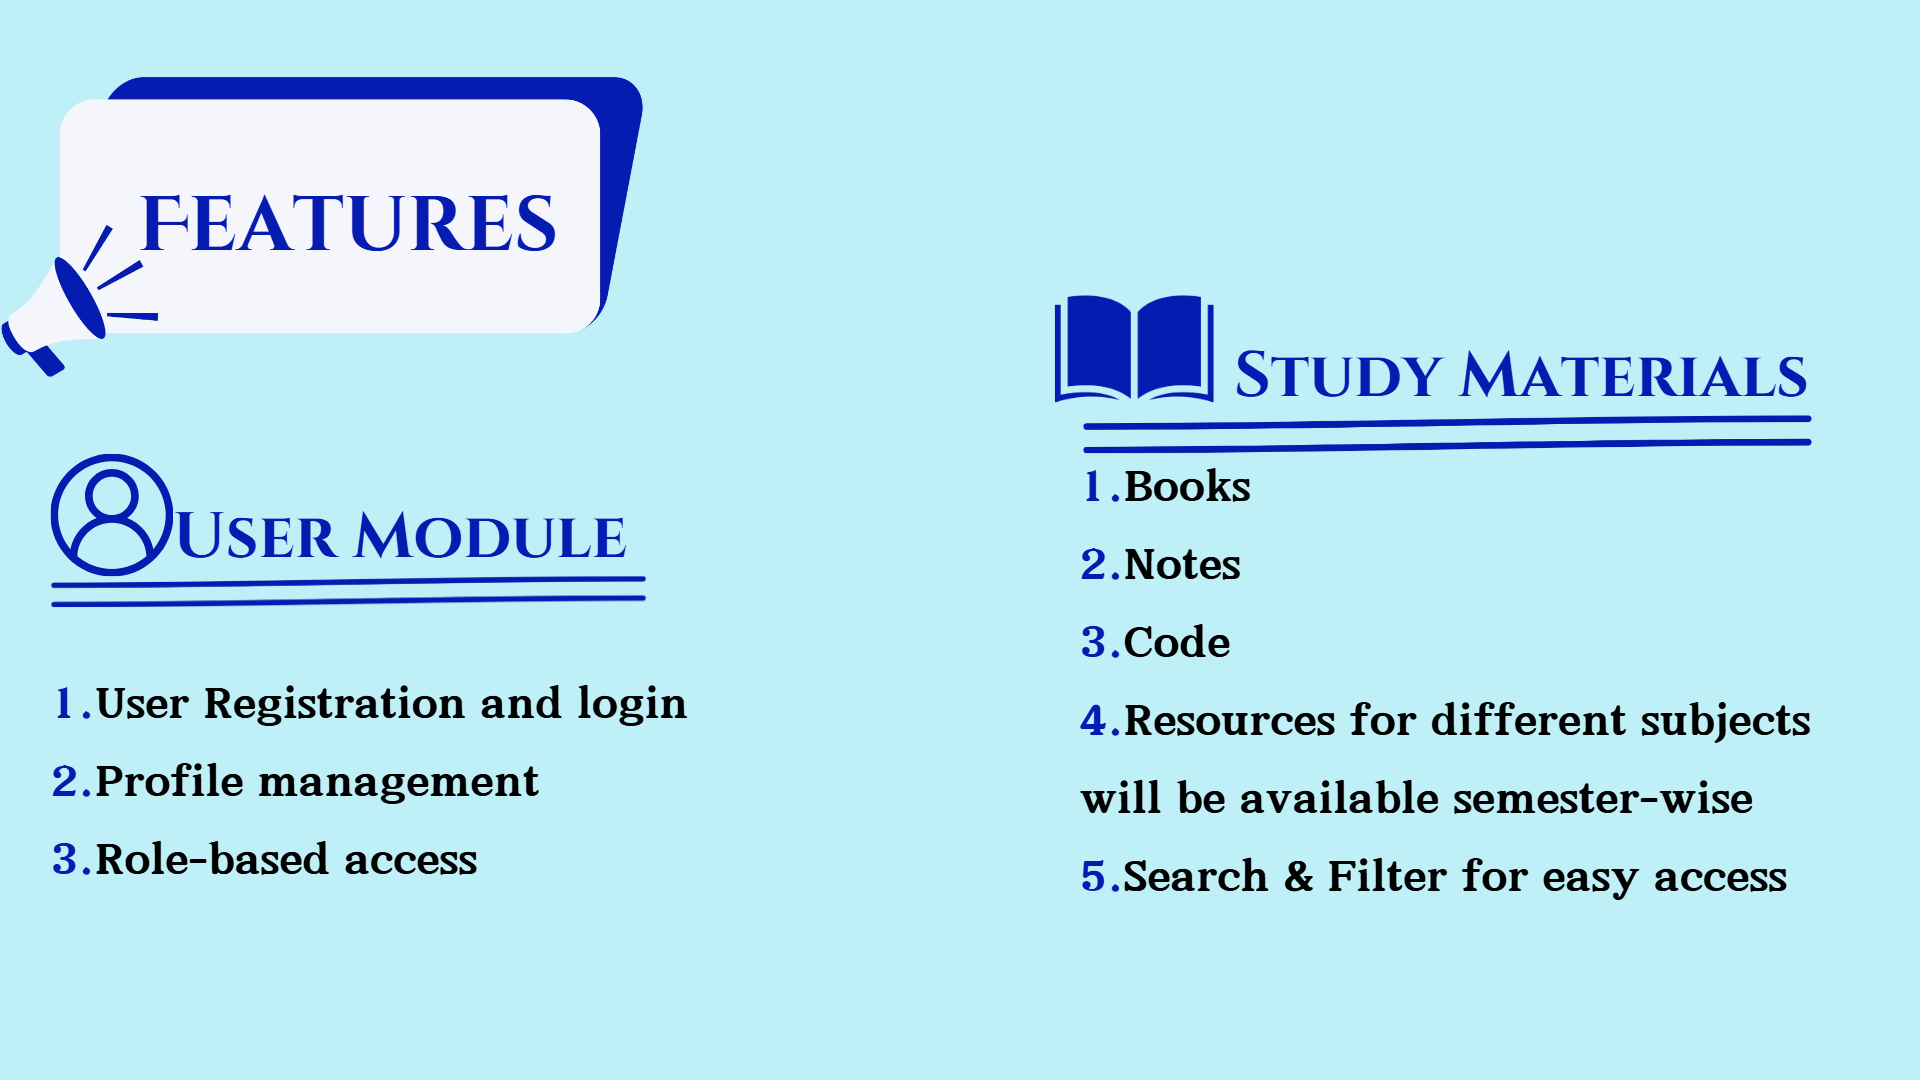 Features
User Module
1.User Registration and login
2.Profile management
3.Role-based access
Study Materials
1.Books
2.Notes
3.Code
4.Resources for different subjects
will be available semester-wise
5.Search & Filter for easy access